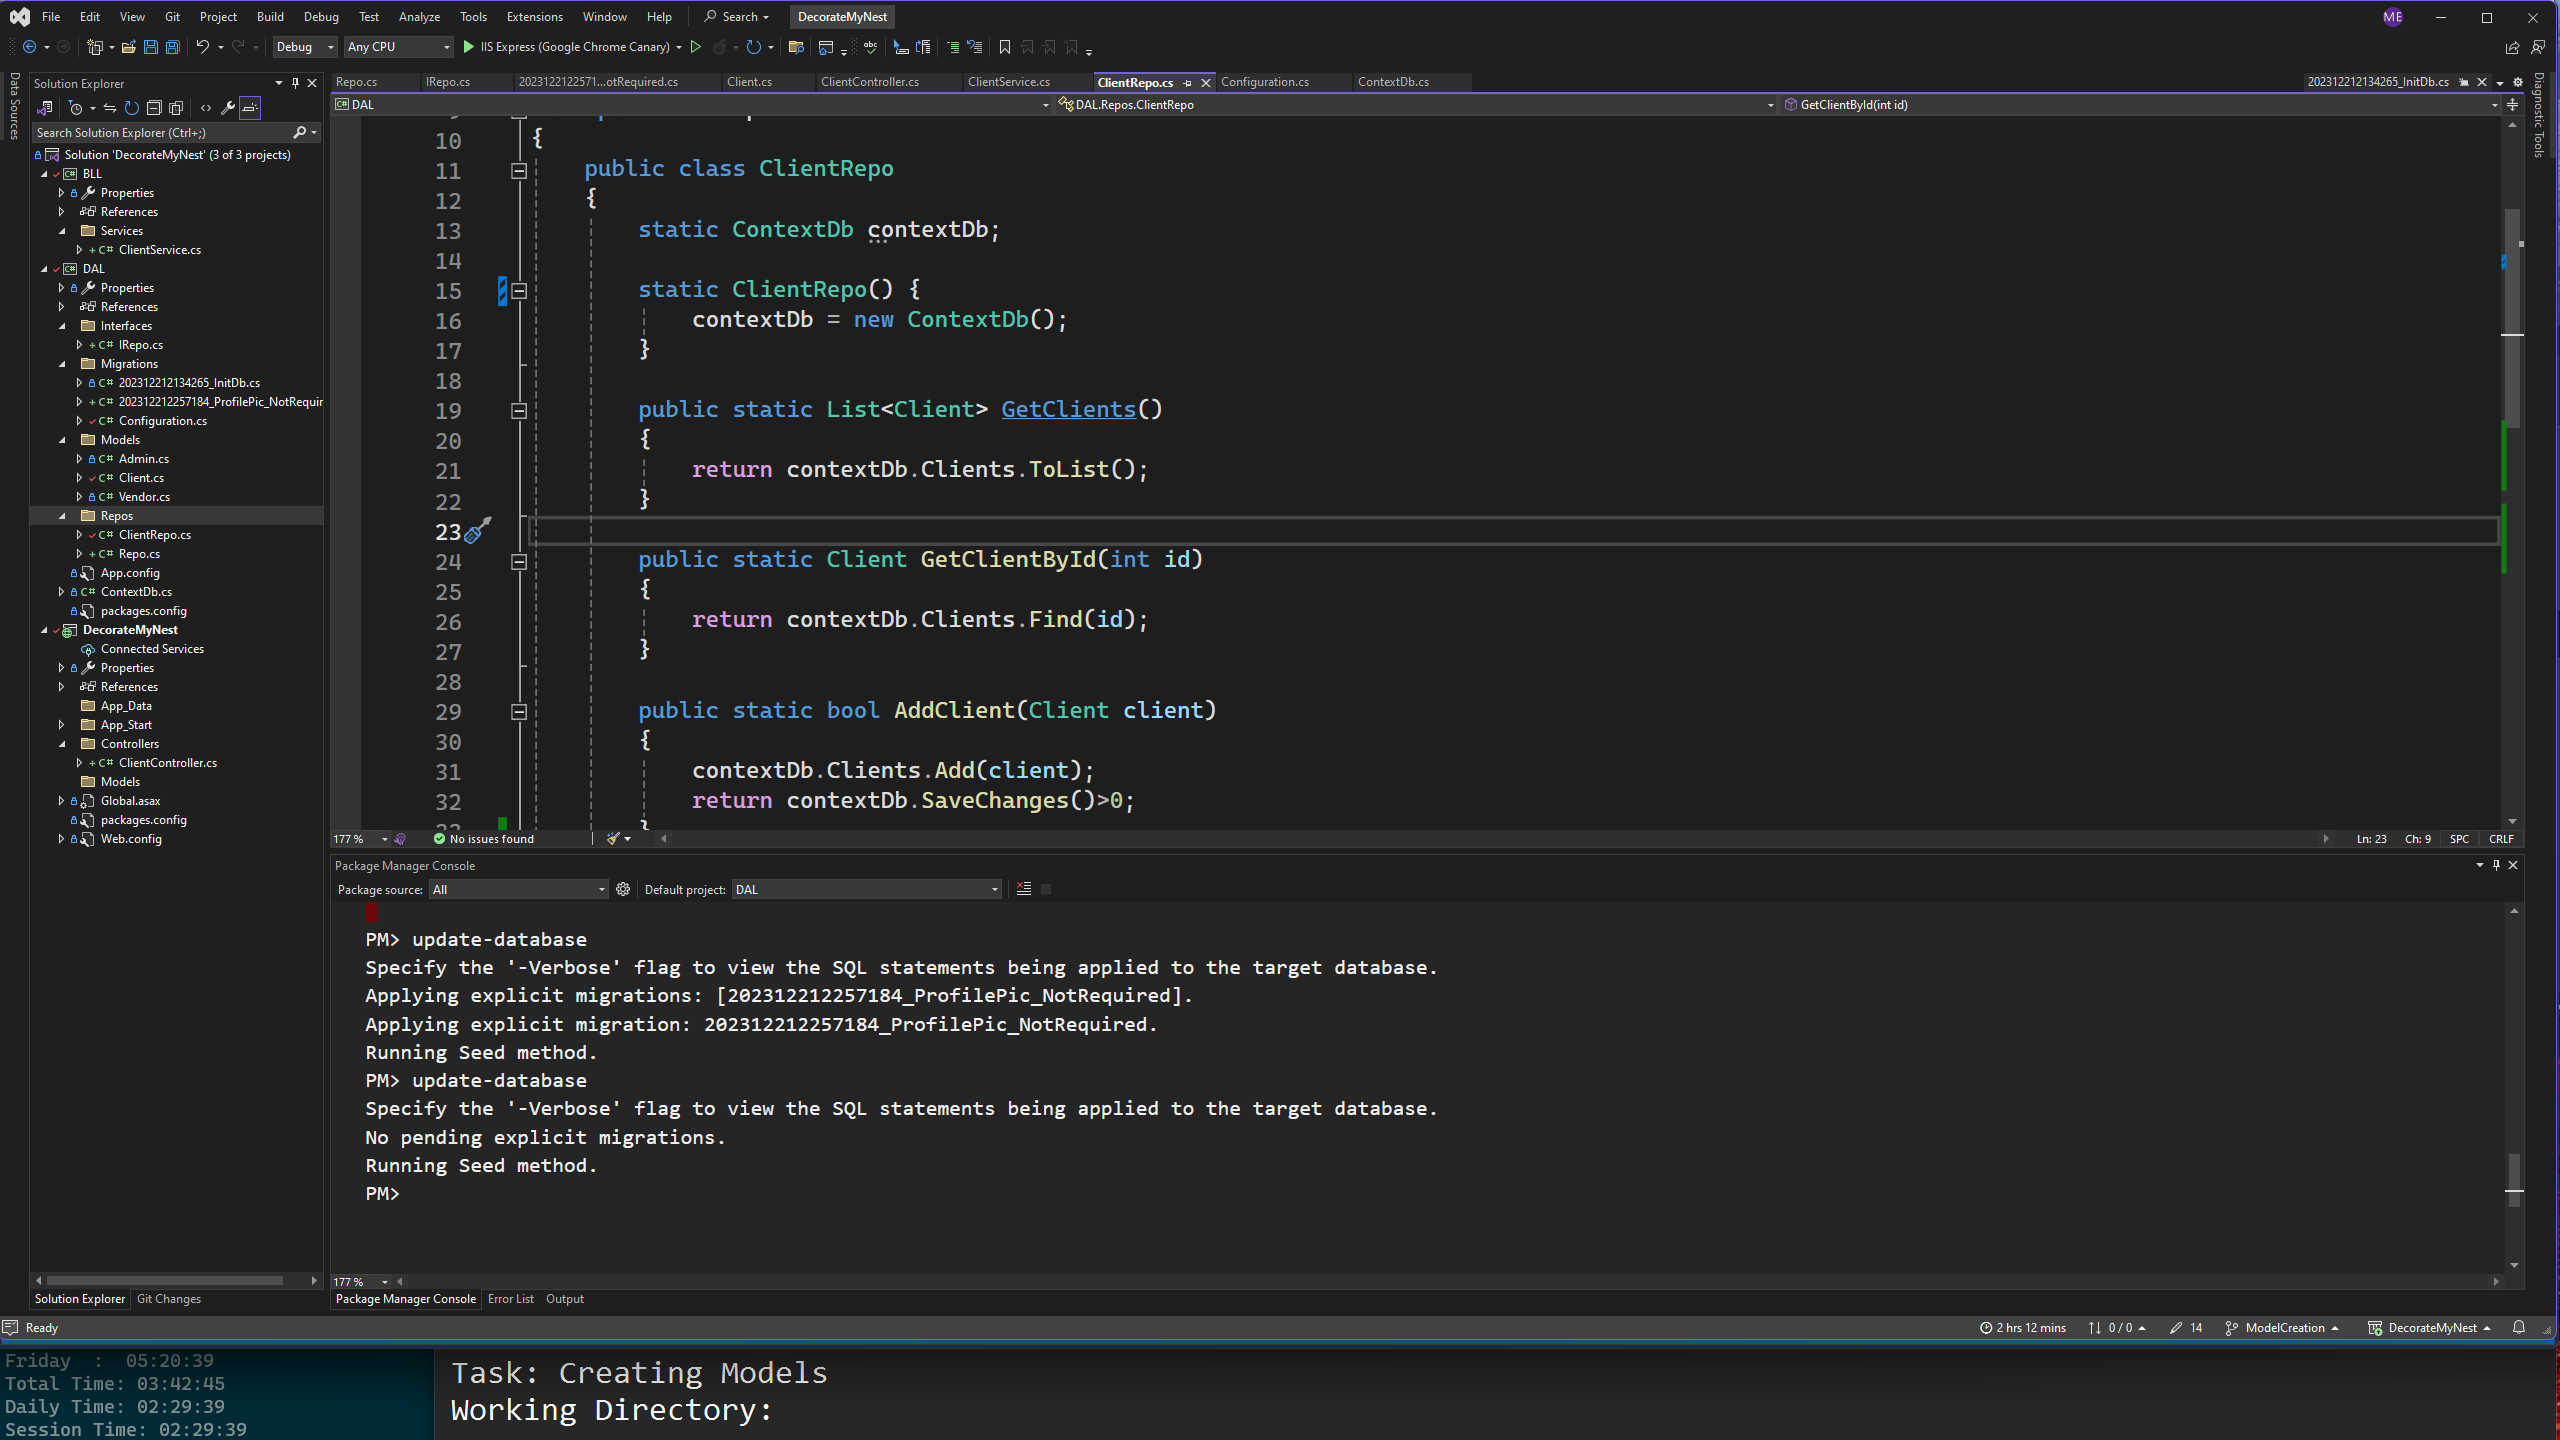 File Edit View Git Project Build Debug Test Analyze Tools Extensions Window Help Search DecorateMyNest ME
Debug Any CPU IIS Express (Google Chrome Canary)
Data Sources
Solution Explorer
Search Solution Explorer (Ctrl+;)
Solution 'DecorateMyNest' (3 of 3 projects)
BLL
Properties
References
Services
C# ClientService.cs
DAL
Properties
References
Interfaces
C# IRepo.cs
Migrations
C# 202312212134265_InitDb.cs
C# 202312212257184_ProfilePic_NotRequir
C# Configuration.cs
Models
C# Admin.cs
C# Client.cs
C# Vendor.cs
Repos
C# ClientRepo.cs
C# Repo.cs
App.config
C# ContextDb.cs
packages.config
DecorateMyNest
Connected Services
Properties
References
App_Data
App_Start
Controllers
C# ClientController.cs
Models
Global.asax
packages.config
Web.config
Solution Explorer Git Changes
Repo.cs IRepo.cs 2023122122571...otRequired.cs Client.cs ClientController.cs ClientService.cs ClientRepo.cs Configuration.cs ContextDb.cs 202312212134265_InitDb.cs
DAL DAL.Repos.ClientRepo GetClientById(int id)
Diagnostic Tools
10 {
11 public class ClientRepo
12 {
13 static ContextDb contextDb;
14
15 static ClientRepo() {
16 contextDb = new ContextDb();
17 }
18
19 public static List<Client> GetClients()
20 {
21 return contextDb.Clients.ToList();
22 }
23
24 public static Client GetClientById(int id)
25 {
26 return contextDb.Clients.Find(id);
27 }
28
29 public static bool AddClient(Client client)
30 {
31 contextDb.Clients.Add(client);
32 return contextDb.SaveChanges()>0;
177 % No issues found Ln: 23 Ch: 9 SPC CRLF
Package Manager Console
Package source: All Default project: DAL
PM> update-database
Specify the '-Verbose' flag to view the SQL statements being applied to the target database.
Applying explicit migrations: [202312212257184_ProfilePic_NotRequired].
Applying explicit migration: 202312212257184_ProfilePic_NotRequired.
Running Seed method.
PM> update-database
Specify the '-Verbose' flag to view the SQL statements being applied to the target database.
No pending explicit migrations.
Running Seed method.
PM>
177 %
Package Manager Console Error List Output
Ready 2 hrs 12 mins 0 / 0 14 ModelCreation DecorateMyNest
Friday : 05:20:39
Total Time: 03:42:45
Daily Time: 02:29:39
Session Time: 02:29:39
Task: Creating Models
Working Directory: